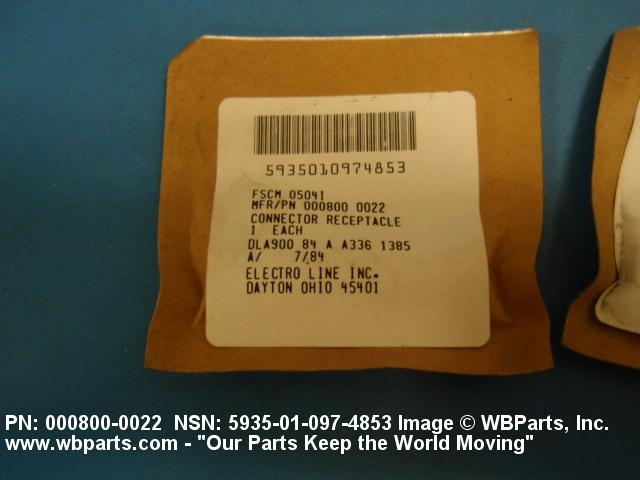 5935010974853
FSCM 05041
MFR/PN 000800 0022
CONNECTOR RECEPTACLE
1 EACH
DLA900 84 A A336 1385
A/ 7/84
ELECTRO LINE INC.
DAYTON OHIO 45401
PN: 000800-0022 NSN: 5935-01-097-4853 Image © WBParts, Inc.
www.wbparts.com - "Our Parts Keep the World Moving"